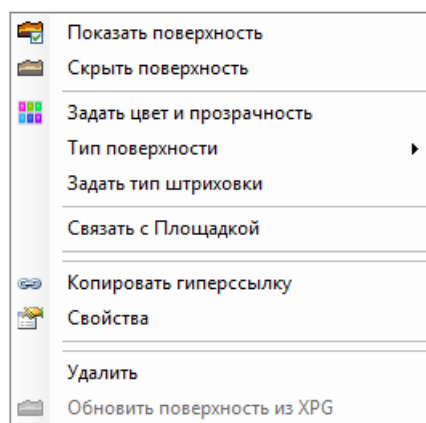 Показать поверхность
Скрыть поверхность
Задать цвет и прозрачность
Тип поверхности
Задать тип штриховки
Связать с Площадкой
Копировать гиперссылку
Свойства
Удалить
Обновить поверхность из XPG